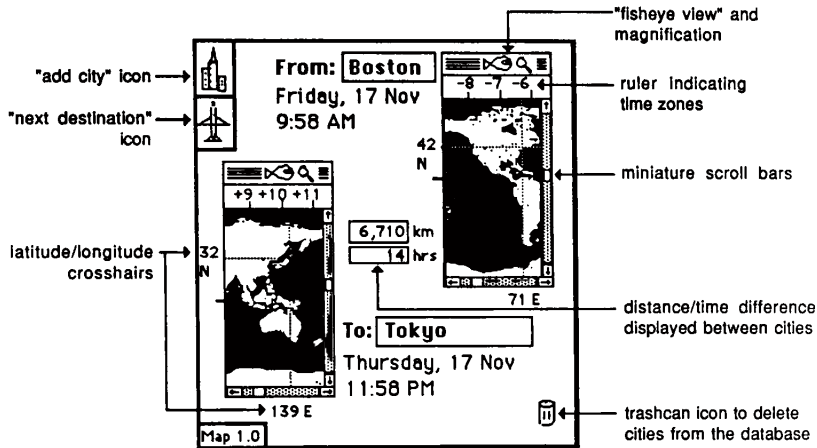 "fisheye view" and
magnification
"add city" icon
From: Boston
Friday, 17 Nov
9:58 AM
-8 -7 -6
ruler indicating
time zones
"next destination"
icon
42
N
miniature scroll bars
+9 +10 +11
6,710 km
14 hrs
latitude/longitude
crosshairs
32
N
71 E
distance/time difference
displayed between cities
To: Tokyo
Thursday, 17 Nov
11:58 PM
139 E
Map 1.0
trashcan icon to delete
cities from the database